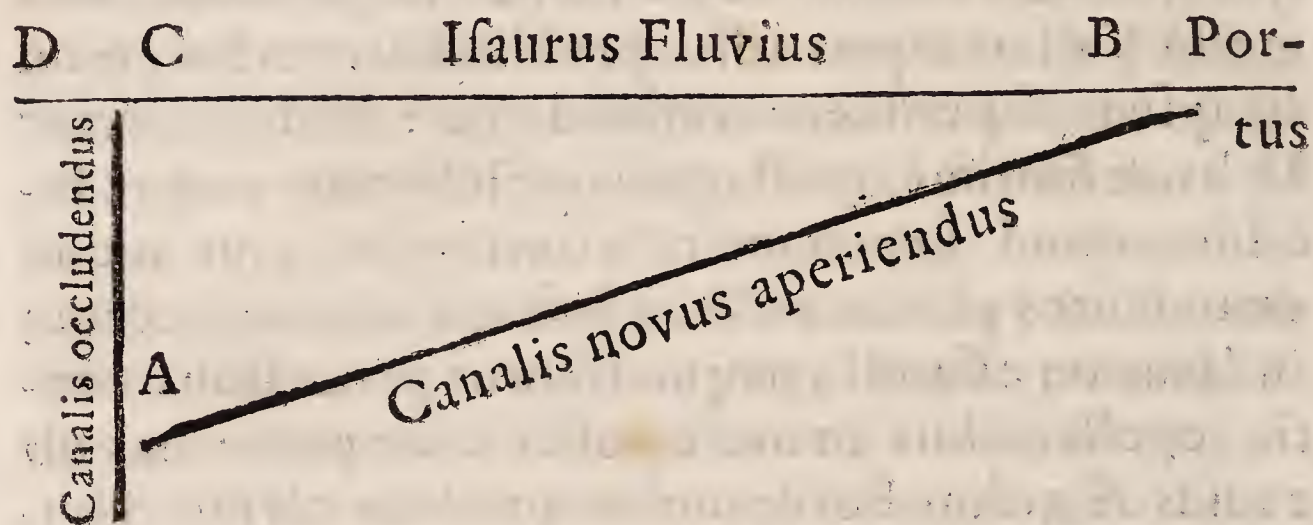 D C Iſaurus Fluvius B Por-
tus
Canalis occludendus
A
Canalis novus aperiendus